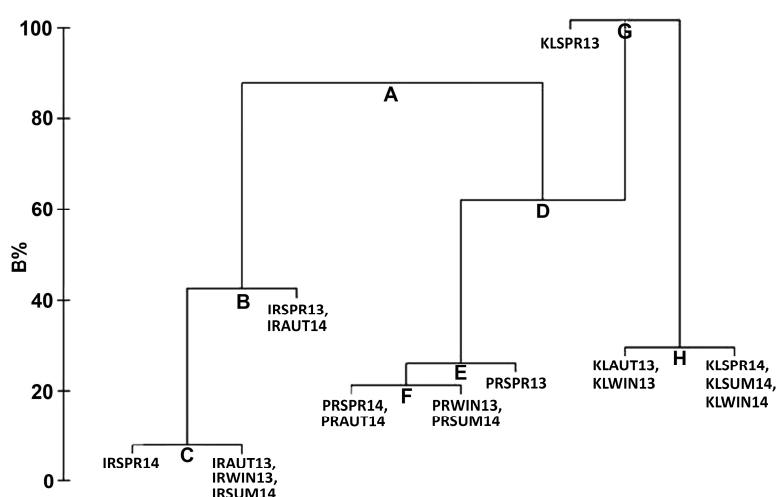 100
80
60
40
20
0
B%
KLSPR13
G
A
D
B
IRSPR13,
IRAUT14
KLAUT13,
KLWIN13
H
KLSPR14,
KLSUM14,
KLWIN14
E
PRSPR13
F
PRSPR14,
PRAUT14
PRWIN13,
PRSUM14
IRSPR14
C
IRAUT13,
IRWIN13,
IRSUM14